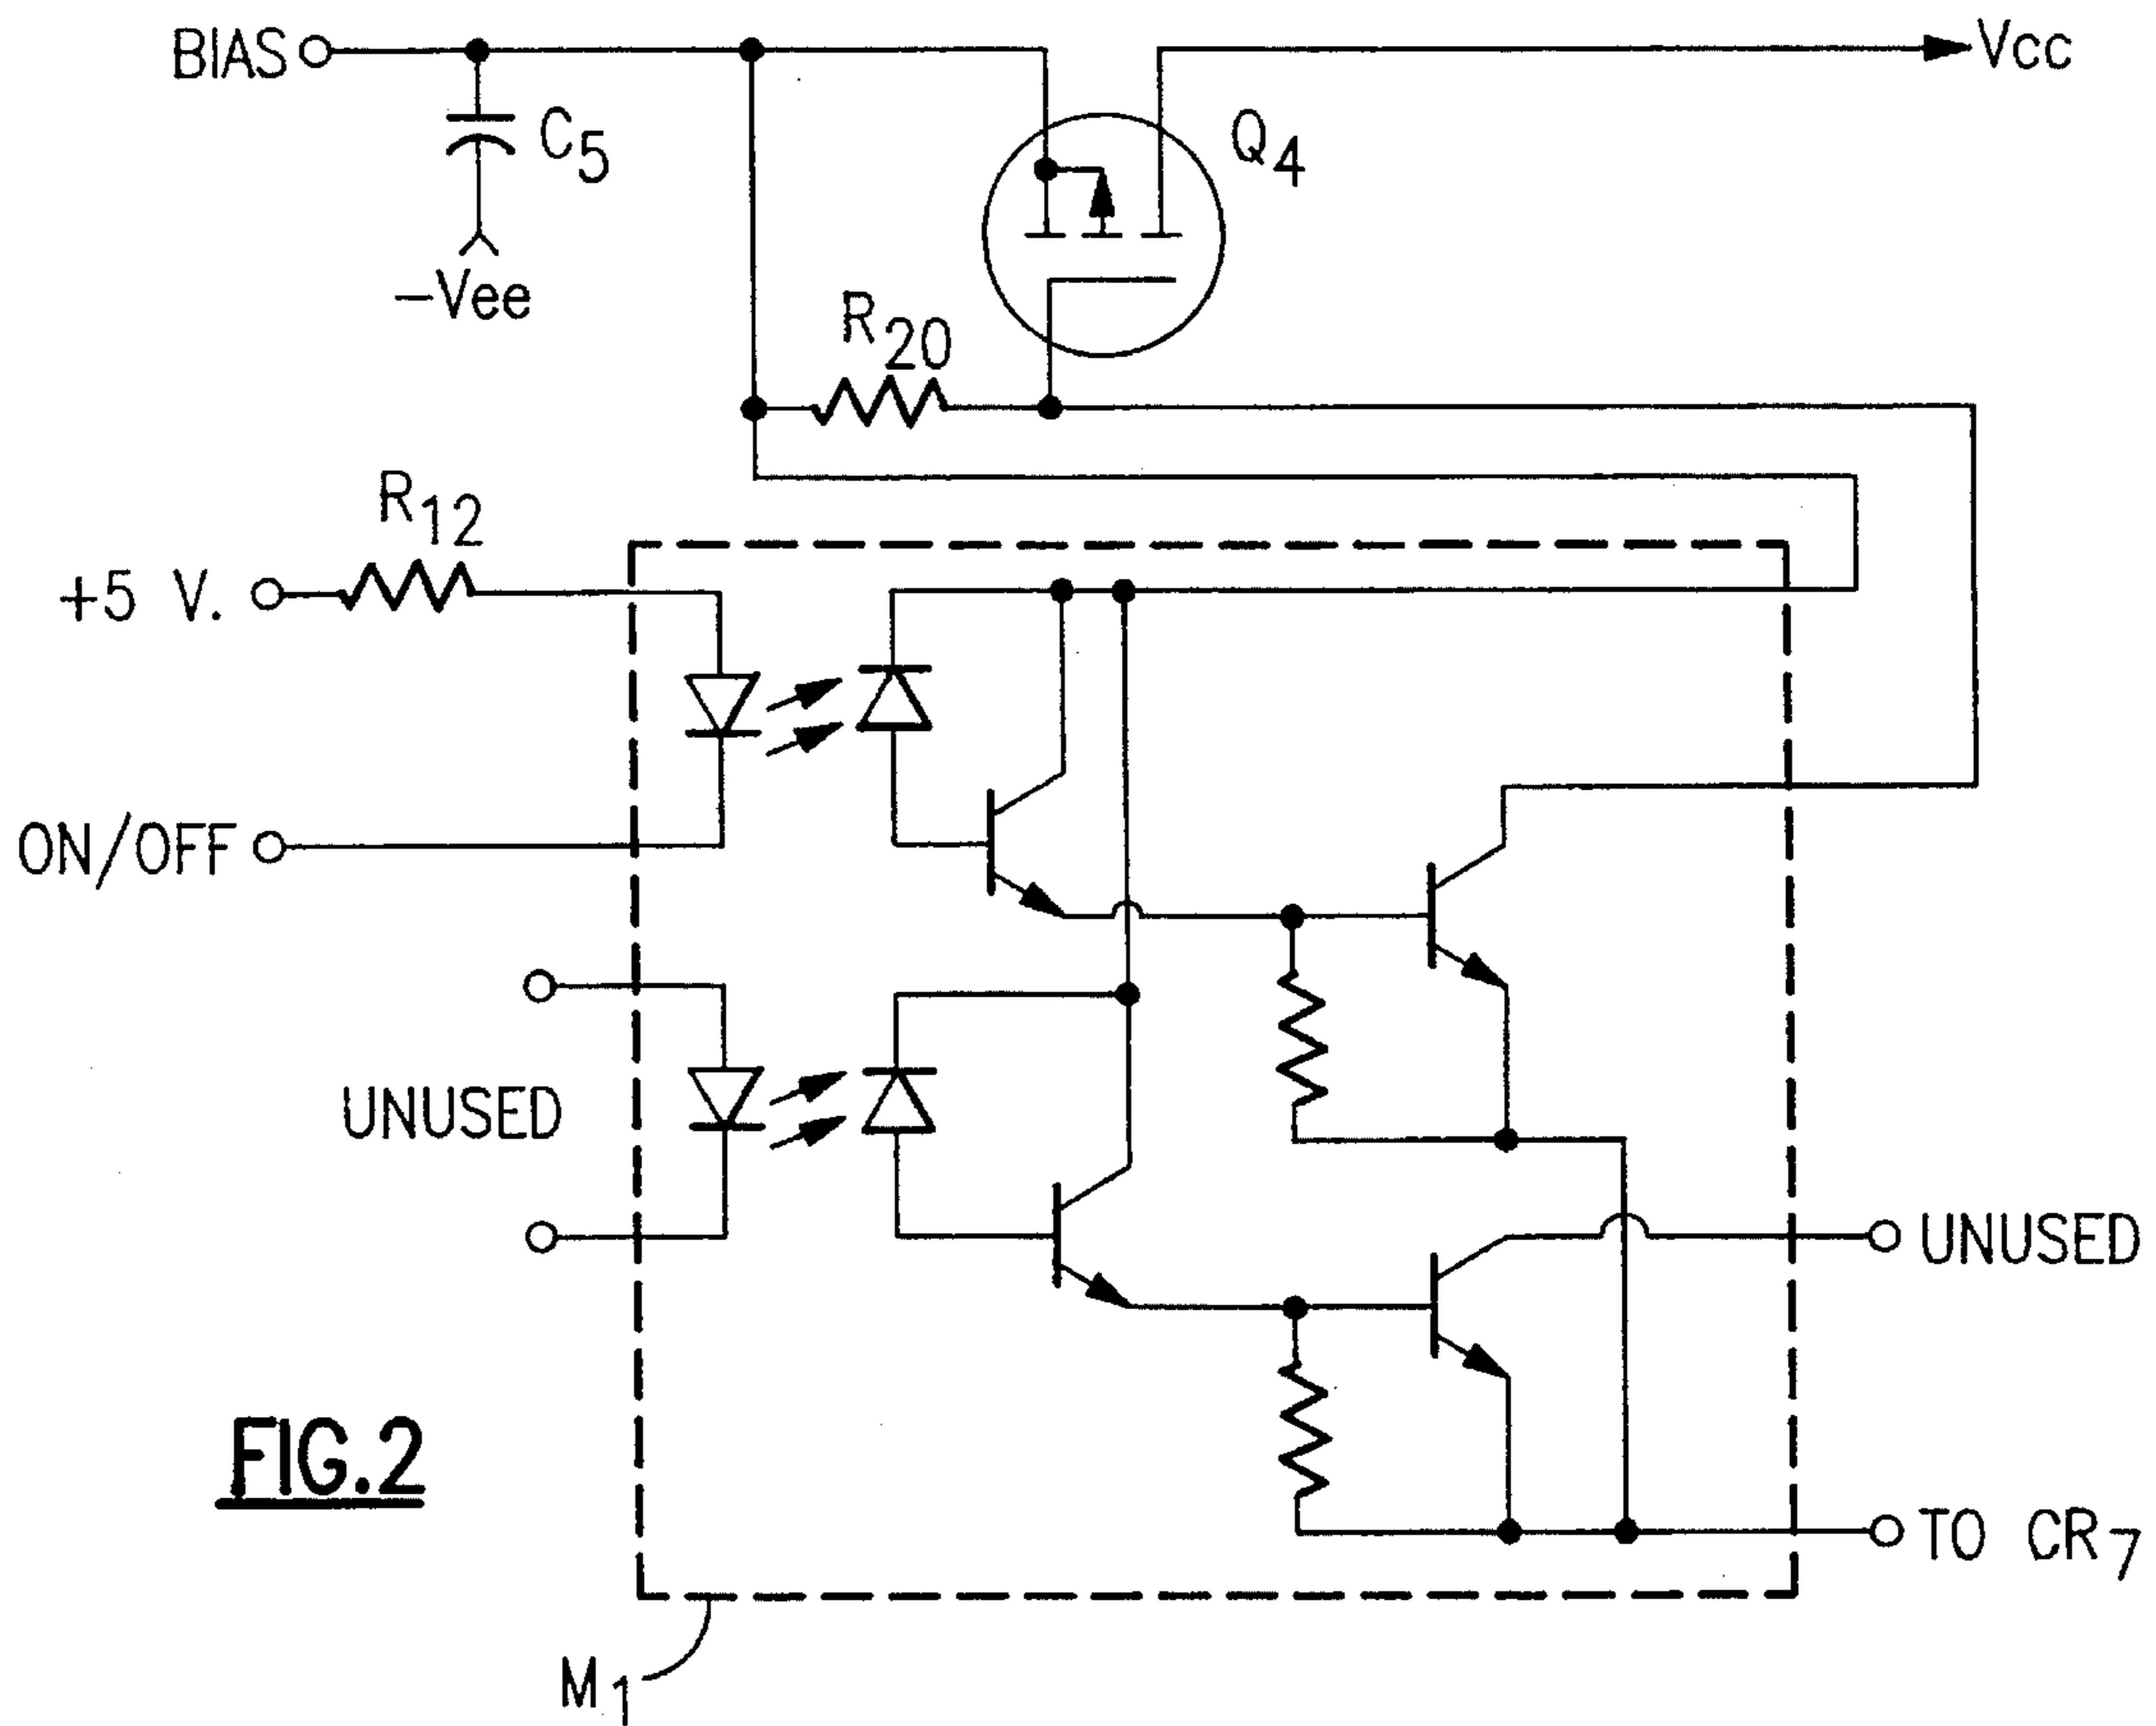 BIAS
Vcc
C5
Q4
-Vee
R20
R12
+5 V.
ON/OFF
UNUSED
UNUSED
FIG.2
TO CR7
M1